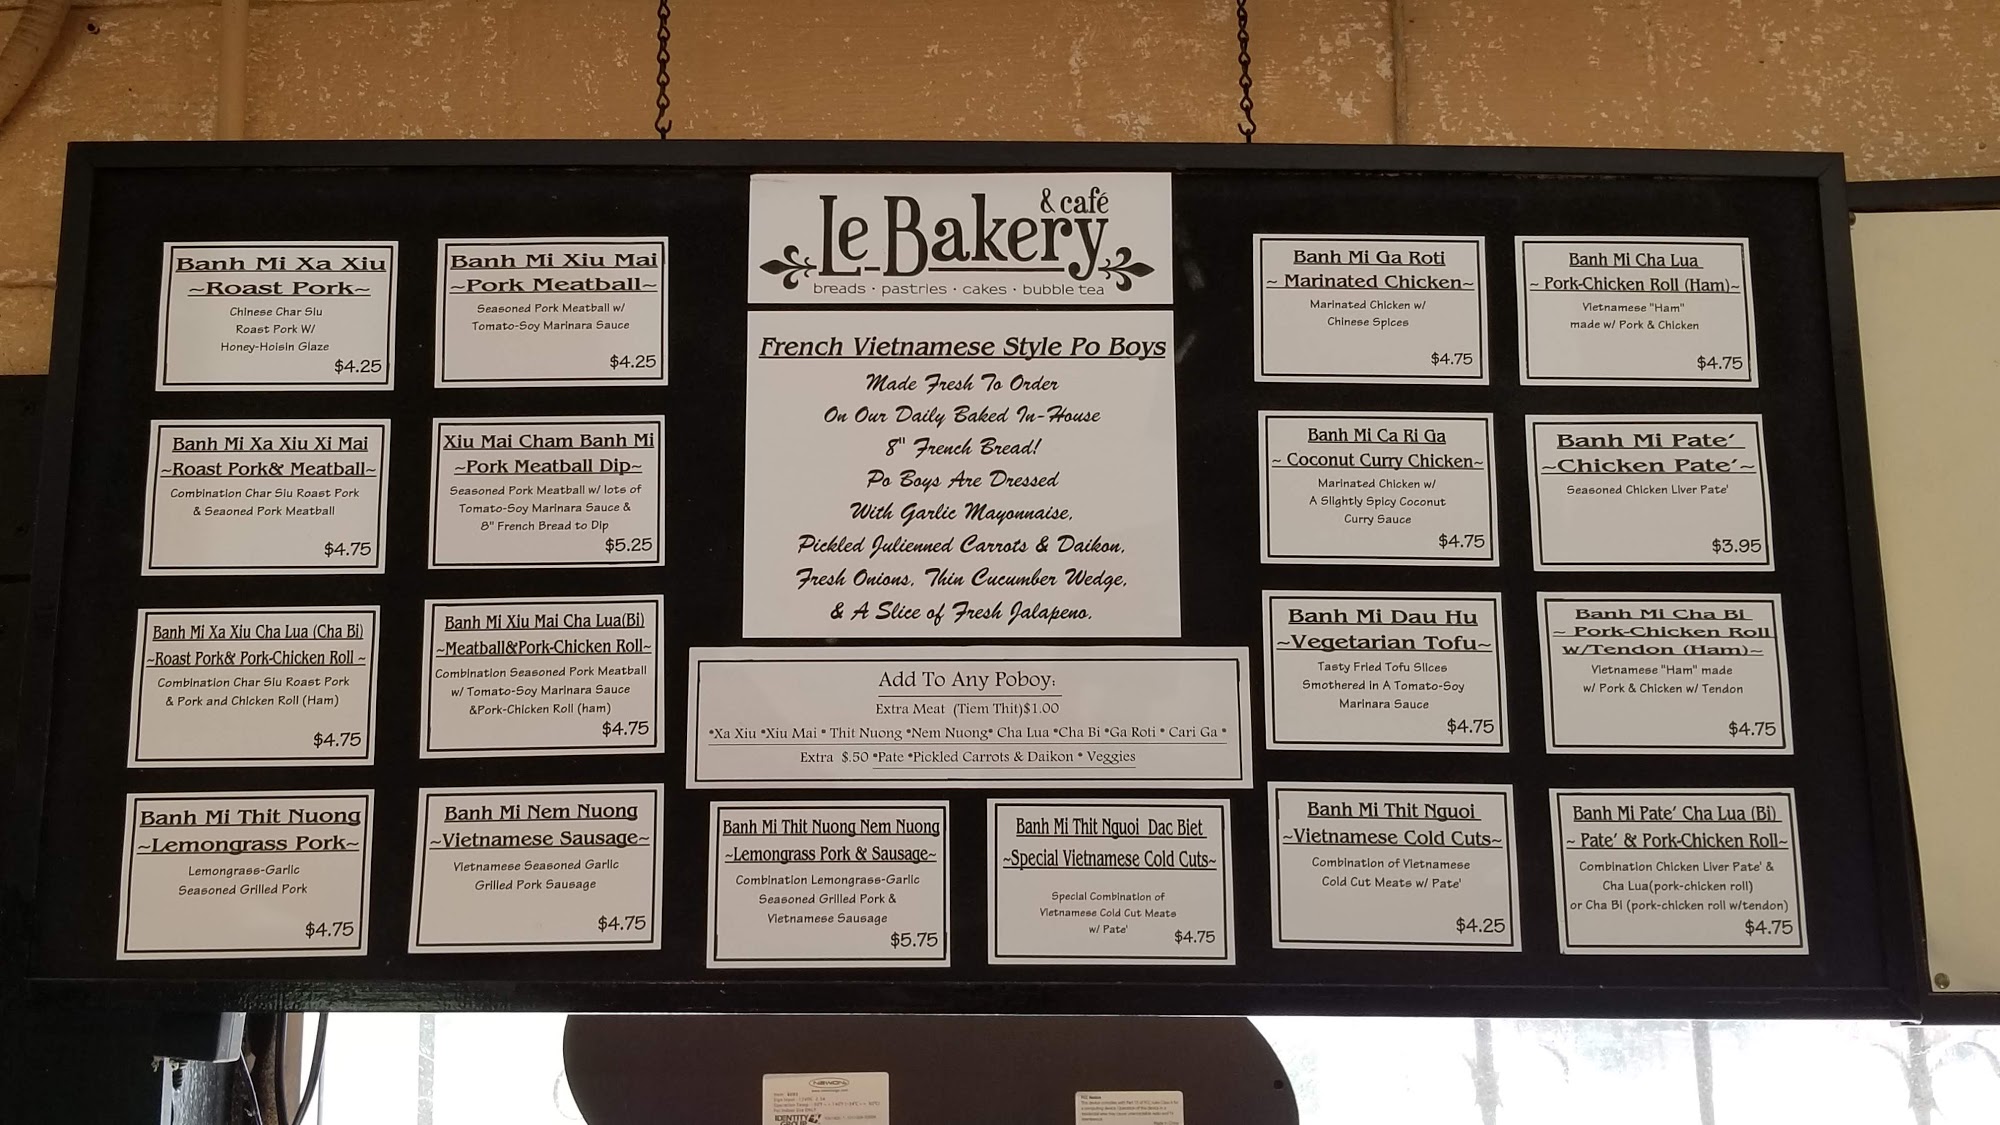 Le Bakery & café
breads · pastries · cakes · bubble tea
French Vietnamese Style Po Boys
Made Fresh To Order
On Our Daily Baked In-House
8" French Bread!
Po Boys Are Dressed
With Garlic Mayonnaise,
Pickled Julienned Carrots & Daikon,
Fresh Onions, Thin Cucumber Wedge,
& A Slice of Fresh Jalapeno.
Add To Any Poboy:
Extra Meat (Tiem Thit)$1.00
*Xa Xiu *Xiu Mai * Thit Nuong *Nem Nuong* Cha Lua *Cha Bi *Ga Roti * Cari Ga *
Extra $.50 *Pate *Pickled Carrots & Daikon * Veggies
Banh Mi Xa Xiu
~Roast Pork~
Chinese Char Siu
Roast Pork W/
Honey-Hoisin Glaze
$4.25
Banh Mi Xiu Mai
~Pork Meatball~
Seasoned Pork Meatball w/
Tomato-Soy Marinara Sauce
$4.25
Banh Mi Xa Xiu Xi Mai
~Roast Pork& Meatball~
Combination Char Siu Roast Pork
& Seaoned Pork Meatball
$4.75
Xiu Mai Cham Banh Mi
~Pork Meatball Dip~
Seasoned Pork Meatball w/ lots of
Tomato-Soy Marinara Sauce &
8" French Bread to Dip
$5.25
Banh Mi Xa Xiu Cha Lua (Cha Bi)
~Roast Pork& Pork-Chicken Roll ~
Combination Char Siu Roast Pork
& Pork and Chicken Roll (Ham)
$4.75
Banh Mi Xiu Mai Cha Lua(Bi)
~Meatball&Pork-Chicken Roll~
Combination Seasoned Pork Meatball
w/ Tomato-Soy Marinara Sauce
&Pork-Chicken Roll (ham)
$4.75
Banh Mi Thit Nuong
~Lemongrass Pork~
Lemongrass-Garlic
Seasoned Grilled Pork
$4.75
Banh Mi Nem Nuong
~Vietnamese Sausage~
Vietnamese Seasoned Garlic
Grilled Pork Sausage
$4.75
Banh Mi Thit Nuong Nem Nuong
~Lemongrass Pork & Sausage~
Combination Lemongrass-Garlic
Seasoned Grilled Pork &
Vietnamese Sausage
$5.75
Banh Mi Thit Nguoi Dac Biet
~Special Vietnamese Cold Cuts~
Special Combination of
Vietnamese Cold Cut Meats
w/ Pate'
$4.75
Banh Mi Ga Roti
~ Marinated Chicken~
Marinated Chicken w/
Chinese Spices
$4.75
Banh Mi Cha Lua
~ Pork-Chicken Roll (Ham)~
Vietnamese "Ham"
made w/ Pork & Chicken
$4.75
Banh Mi Ca Ri Ga
~ Coconut Curry Chicken~
Marinated Chicken w/
A Slightly Spicy Coconut
Curry Sauce
$4.75
Banh Mi Pate´
~Chicken Pate´~
Seasoned Chicken Liver Pate'
$3.95
Banh Mi Dau Hu
~Vegetarian Tofu~
Tasty Fried Tofu Slices
Smothered in A Tomato-Soy
Marinara Sauce
$4.75
Banh Mi Cha Bi
~ Pork-Chicken Roll
w/Tendon (Ham)~
Vietnamese "Ham" made
w/ Pork & Chicken w/ Tendon
$4.75
Banh Mi Thit Nguoi
~Vietnamese Cold Cuts~
Combination of Vietnamese
Cold Cut Meats w/ Pate'
$4.25
Banh Mi Pate´ Cha Lua (Bi)
~ Pate´ & Pork-Chicken Roll~
Combination Chicken Liver Pate' &
Cha Lua(pork-chicken roll)
or Cha Bi (pork-chicken roll w/tendon)
$4.75
NEWON
IDENTITY
GROUP
FCC Notice